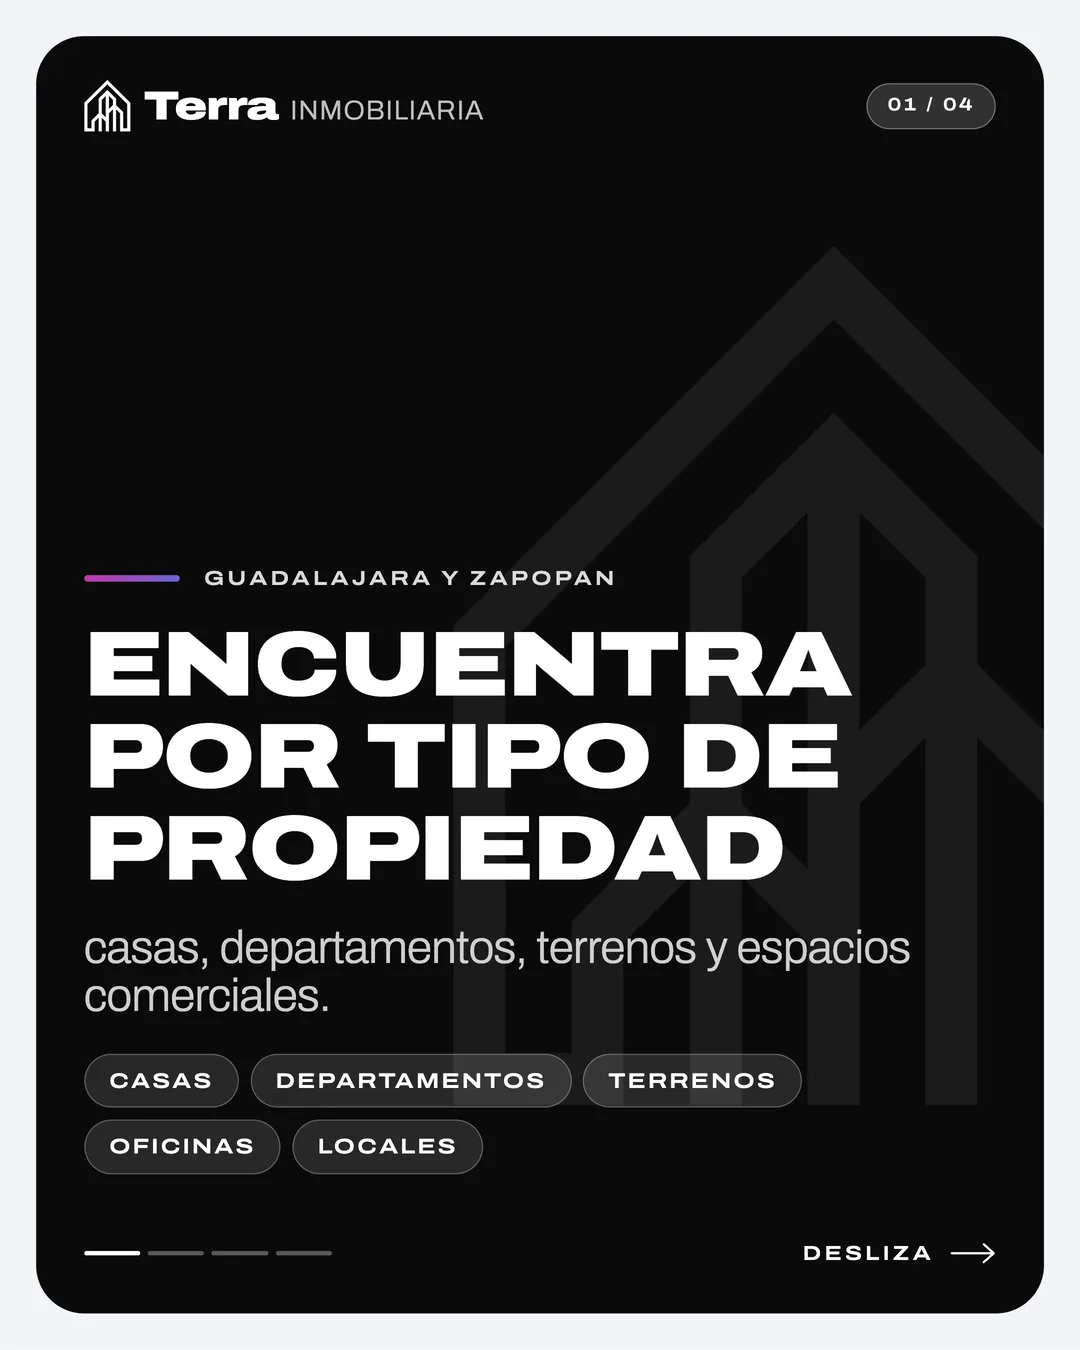 Terra INMOBILIARIA
01 / 04
GUADALAJARA Y ZAPOPAN
ENCUENTRA
POR TIPO DE
PROPIEDAD
casas, departamentos, terrenos y espacios
comerciales.
CASAS DEPARTAMENTOS TERRENOS
OFICINAS LOCALES
DESLIZA